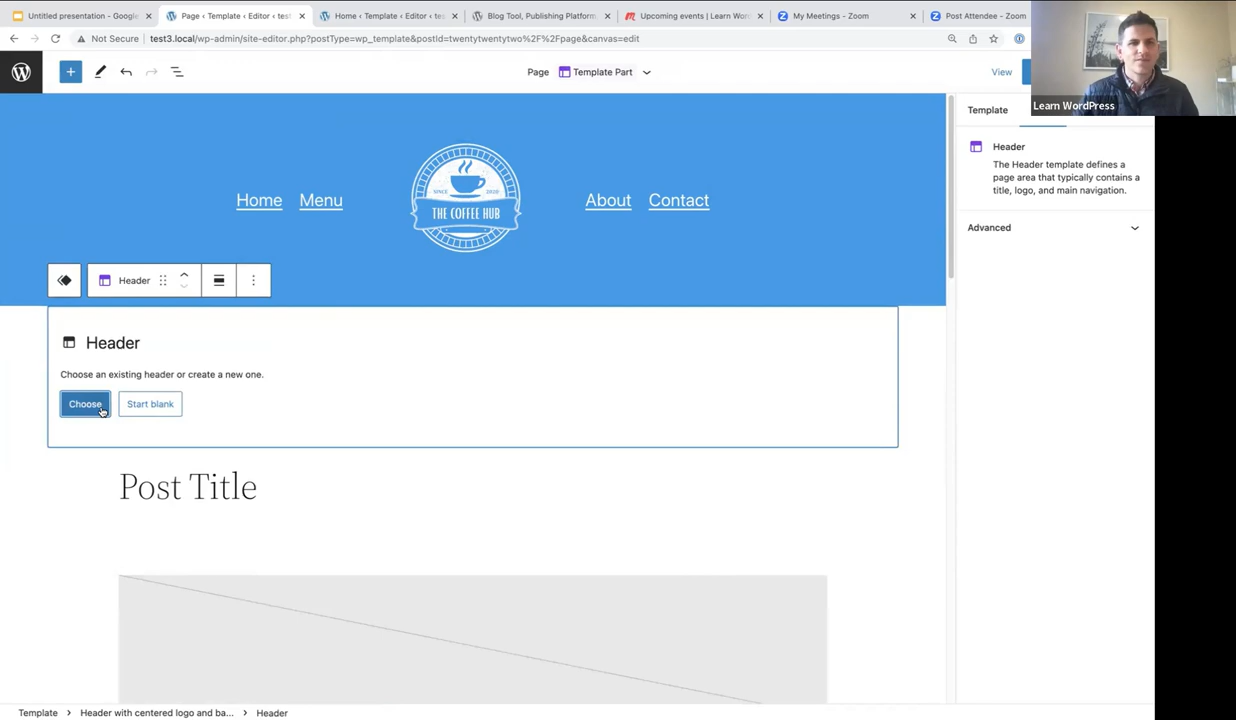 Untitled presentation - Google
Page ‹ Template ‹ Editor ‹ test
Home ‹ Template ‹ Editor ‹ tes
Blog Tool, Publishing Platform
Upcoming events | Learn Wor
My Meetings - Zoom
Post Attendee - Zoom
Not Secure
test3.local/wp-admin/site-editor.php?postType=wp_template&postId=twentytwentytwo%2F%2Fpage&canvas=edit
Page
Template Part
View
Learn WordPress
Template
Home
Menu
SINCE
2020
THE COFFEE HUB
About
Contact
Header
The Header template defines a
page area that typically contains a
title, logo, and main navigation.
Advanced
Header
Header
Choose an existing header or create a new one.
Choose
Start blank
Post Title
Template
Header with centered logo and ba...
Header